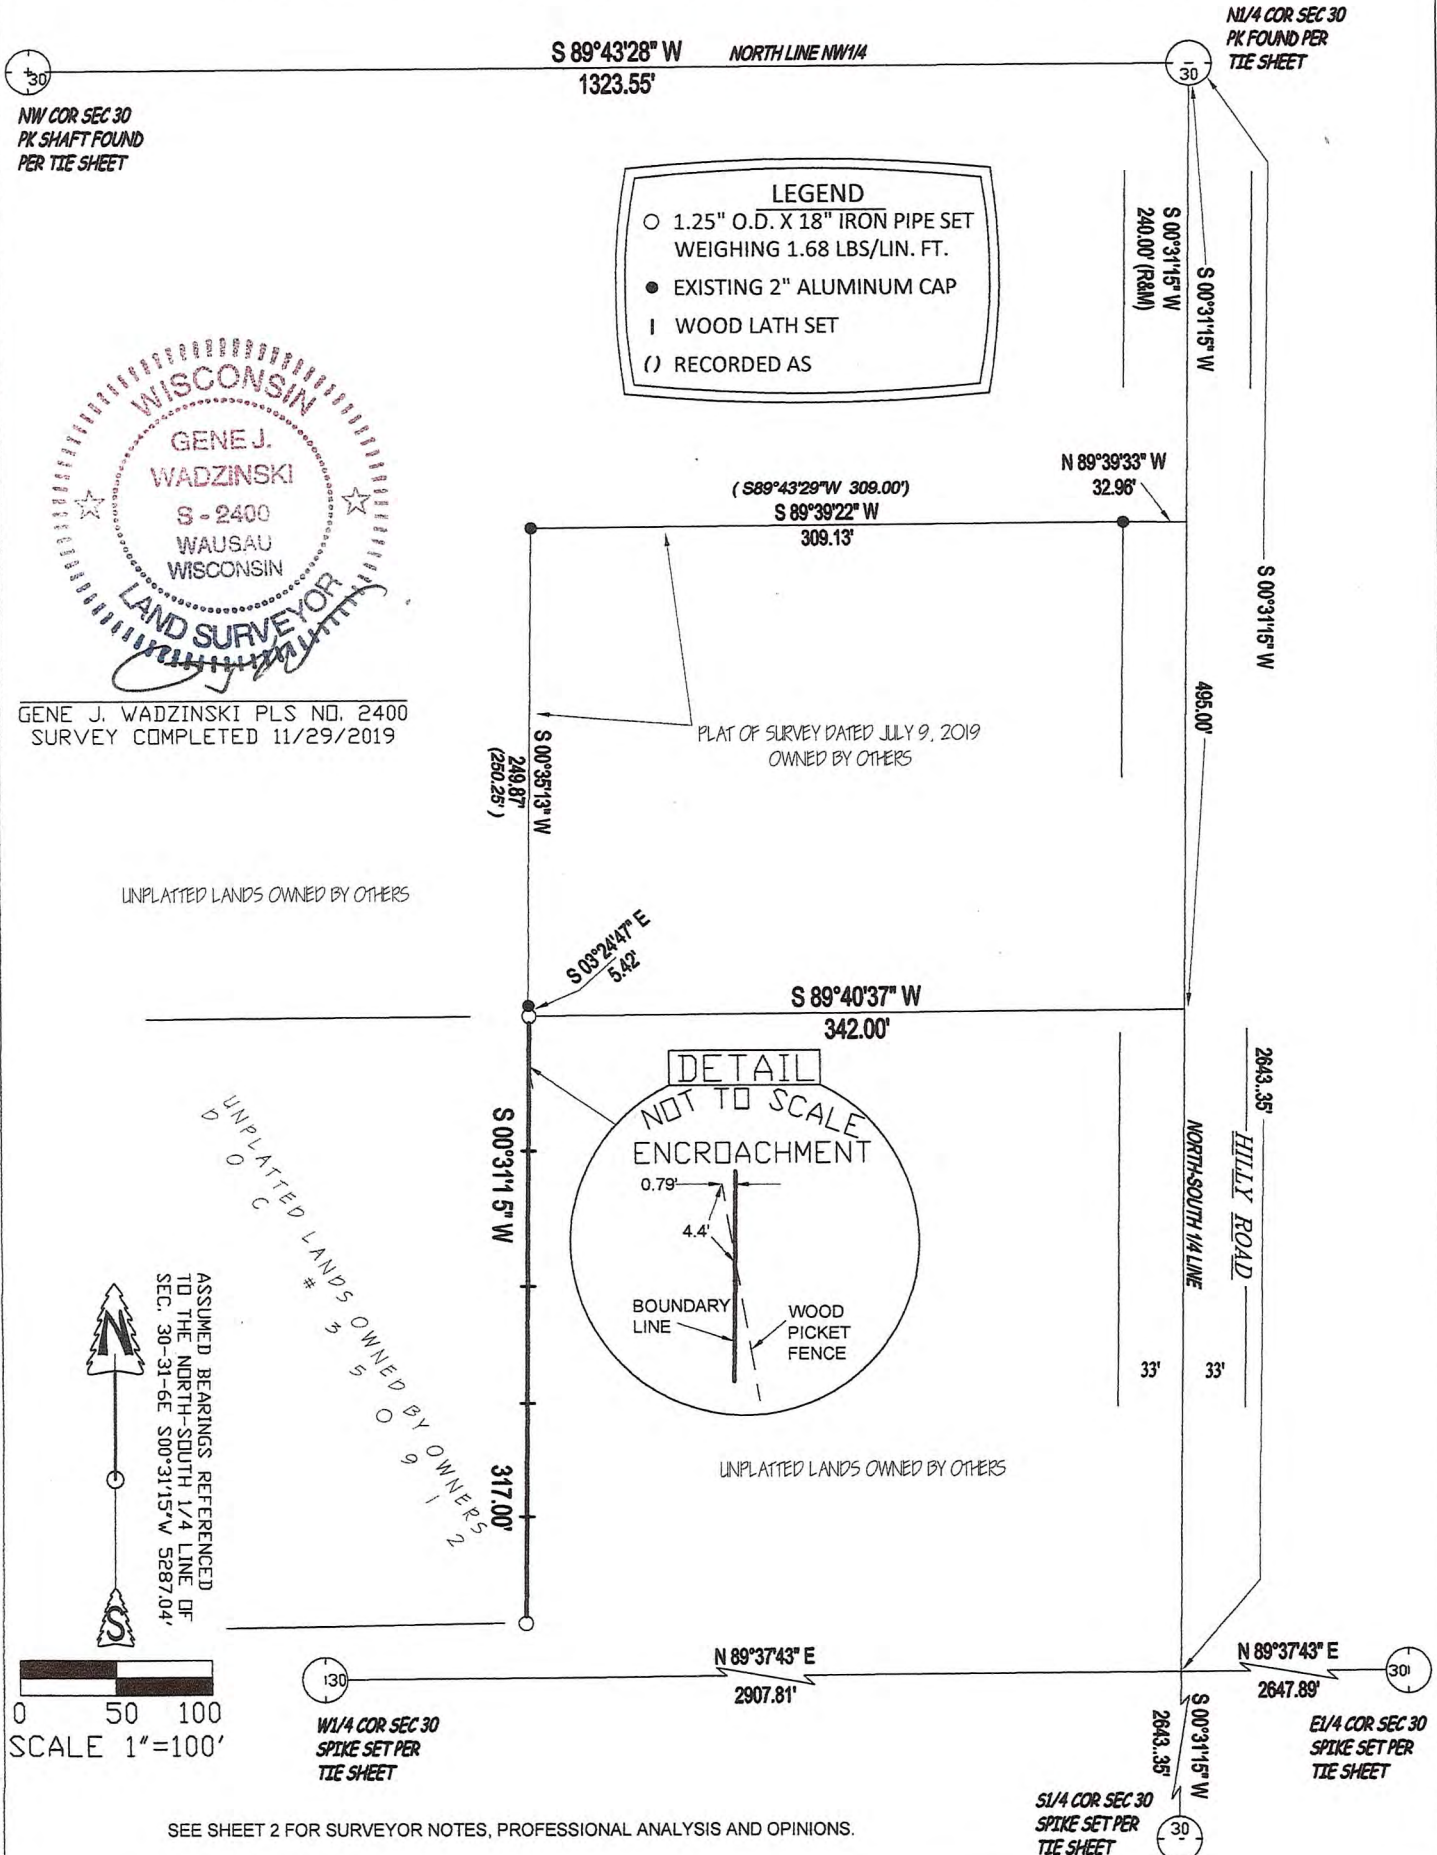 N1/4 COR SEC 30
PK FOUND PER
TIE SHEET
S 89°43'28" W
NORTH LINE NW1/4
1323.55'
30
30
NW COR SEC 30
PK SHAFT FOUND
PER TIE SHEET
LEGEND
1.25" O.D. X 18" IRON PIPE SET
WEIGHING 1.68 LBS/LIN. FT.
EXISTING 2" ALUMINUM CAP
WOOD LATH SET
() RECORDED AS
S 00°31'15" W
240.00' (R&M)
S 00°31'15" W
WISCONSIN
GENE J.
WADZINSKI
S-2400
WAUSAU
WISCONSIN
LAND SURVEYOR
GENE J. WADZINSKI PLS NO. 2400
SURVEY COMPLETED 11/29/2019
N 89°39'33" W
32.96'
( S89°43'29"W 309.00')
S 89°39'22" W
309.13'
S 00°31'15" W
495.00'
PLAT OF SURVEY DATED JULY 9, 2019
OWNED BY OTHERS
S 00°35'13" W
249.87'
(250.25' )
UNPLATTED LANDS OWNED BY OTHERS
S 03°24'47" E
5.42'
S 89°40'37" W
342.00'
DETAIL
NOT TO SCALE
ENCROACHMENT
0.79'
4.4'
BOUNDARY
LINE
WOOD
PICKET
FENCE
S 00°31'1 5" W
317.00'
UNPLATTED LANDS OWNED BY OWNERS
DOC # 350912
2643..35'
HILLY ROAD
NORTH-SOUTH 1/4 LINE
33'
33'
UNPLATTED LANDS OWNED BY OTHERS
N
S
ASSUMED BEARINGS REFERENCED
TO THE NORTH-SOUTH 1/4 LINE OF
SEC. 30-31-6E S00°31'15"W 5287.04'
0 50 100
SCALE 1"=100'
30
W1/4 COR SEC 30
SPIKE SET PER
TIE SHEET
N 89°37'43" E
2907.81'
N 89°37'43" E
2647.89'
30
E1/4 COR SEC 30
SPIKE SET PER
TIE SHEET
S 00°31'15" W
2643..35'
S1/4 COR SEC 30
SPIKE SET PER
TIE SHEET
30
SEE SHEET 2 FOR SURVEYOR NOTES, PROFESSIONAL ANALYSIS AND OPINIONS.